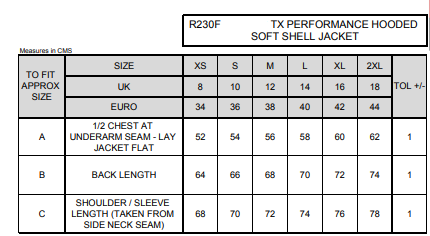 R230F TX PERFORMANCE HOODED
SOFT SHELL JACKET
Measures in CMS
TO FIT APPROX SIZE SIZE XS S M L XL 2XL TOL +/-
UK 8 10 12 14 16 18
EURO 34 36 38 40 42 44
A 1/2 CHEST AT UNDERARM SEAM - LAY JACKET FLAT 52 54 56 58 60 62 1
B BACK LENGTH 64 66 68 70 72 74 1
C SHOULDER / SLEEVE LENGTH (TAKEN FROM SIDE NECK SEAM) 68 70 72 74 76 78 1